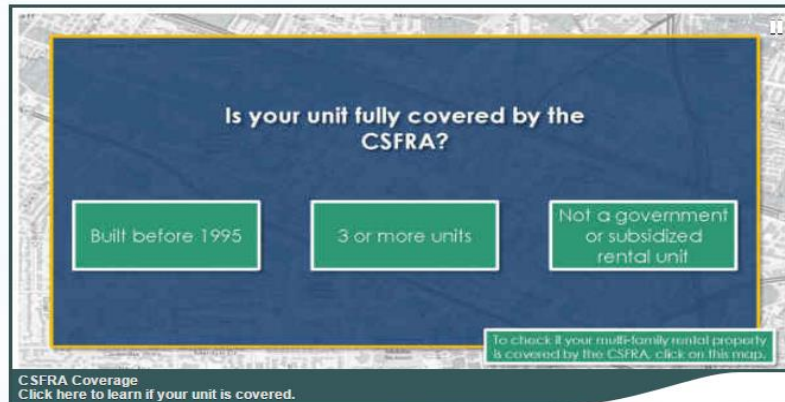 Is your unit fully covered by the
CSFRA?
Built before 1995
3 or more units
Not a government
or subsidized
rental unit
To check if your multi-family rental property
is covered by the CSFRA, click on this map.
CSFRA Coverage
Click here to learn if your unit is covered.